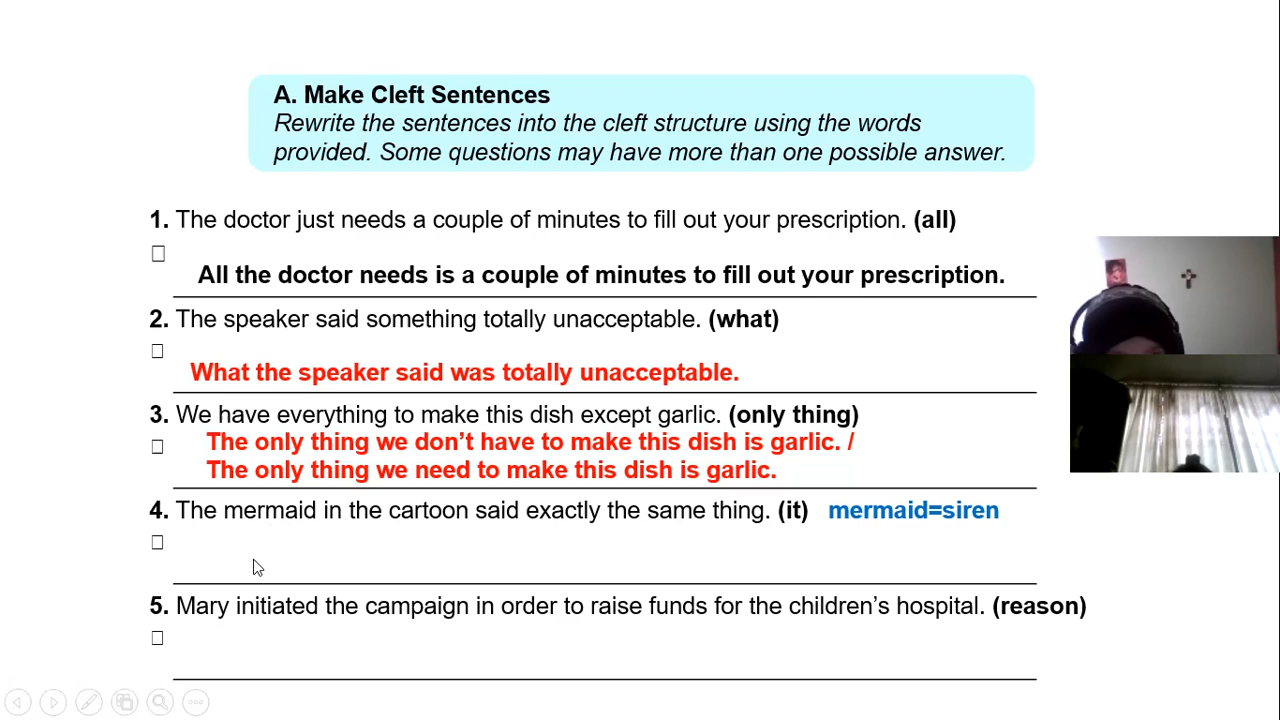 A. Make Cleft Sentences
Rewrite the sentences into the cleft structure using the words
provided. Some questions may have more than one possible answer.
1. The doctor just needs a couple of minutes to fill out your prescription. (all)
All the doctor needs is a couple of minutes to fill out your prescription.
2. The speaker said something totally unacceptable. (what)
What the speaker said was totally unacceptable.
3. We have everything to make this dish except garlic. (only thing)
The only thing we don’t have to make this dish is garlic. /
The only thing we need to make this dish is garlic.
4. The mermaid in the cartoon said exactly the same thing. (it) mermaid=siren
5. Mary initiated the campaign in order to raise funds for the children’s hospital. (reason)